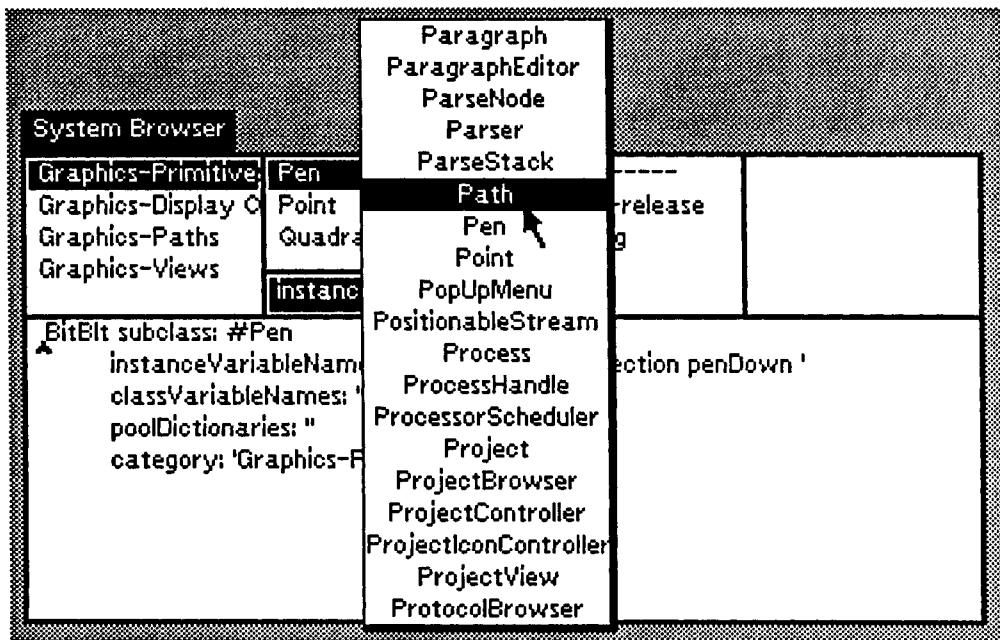 Paragraph
ParagraphEditor
ParseNode
Parser
ParseStack
Path
Pen
Point
PopUpMenu
PositionableStream
Process
ProcessHandle
ProcessorScheduler
Project
ProjectBrowser
ProjectController
ProjectIconController
ProjectView
ProtocolBrowser
System Browser
Graphics-Primitive
Graphics-Display O
Graphics-Paths
Graphics-Views
Pen
Point
Quadra
instanc
------
-release
g
BitBlt subclass: #Pen
instanceVariableNam ection penDown '
classVariableNames: '
poolDictionaries: ''
category: 'Graphics-P